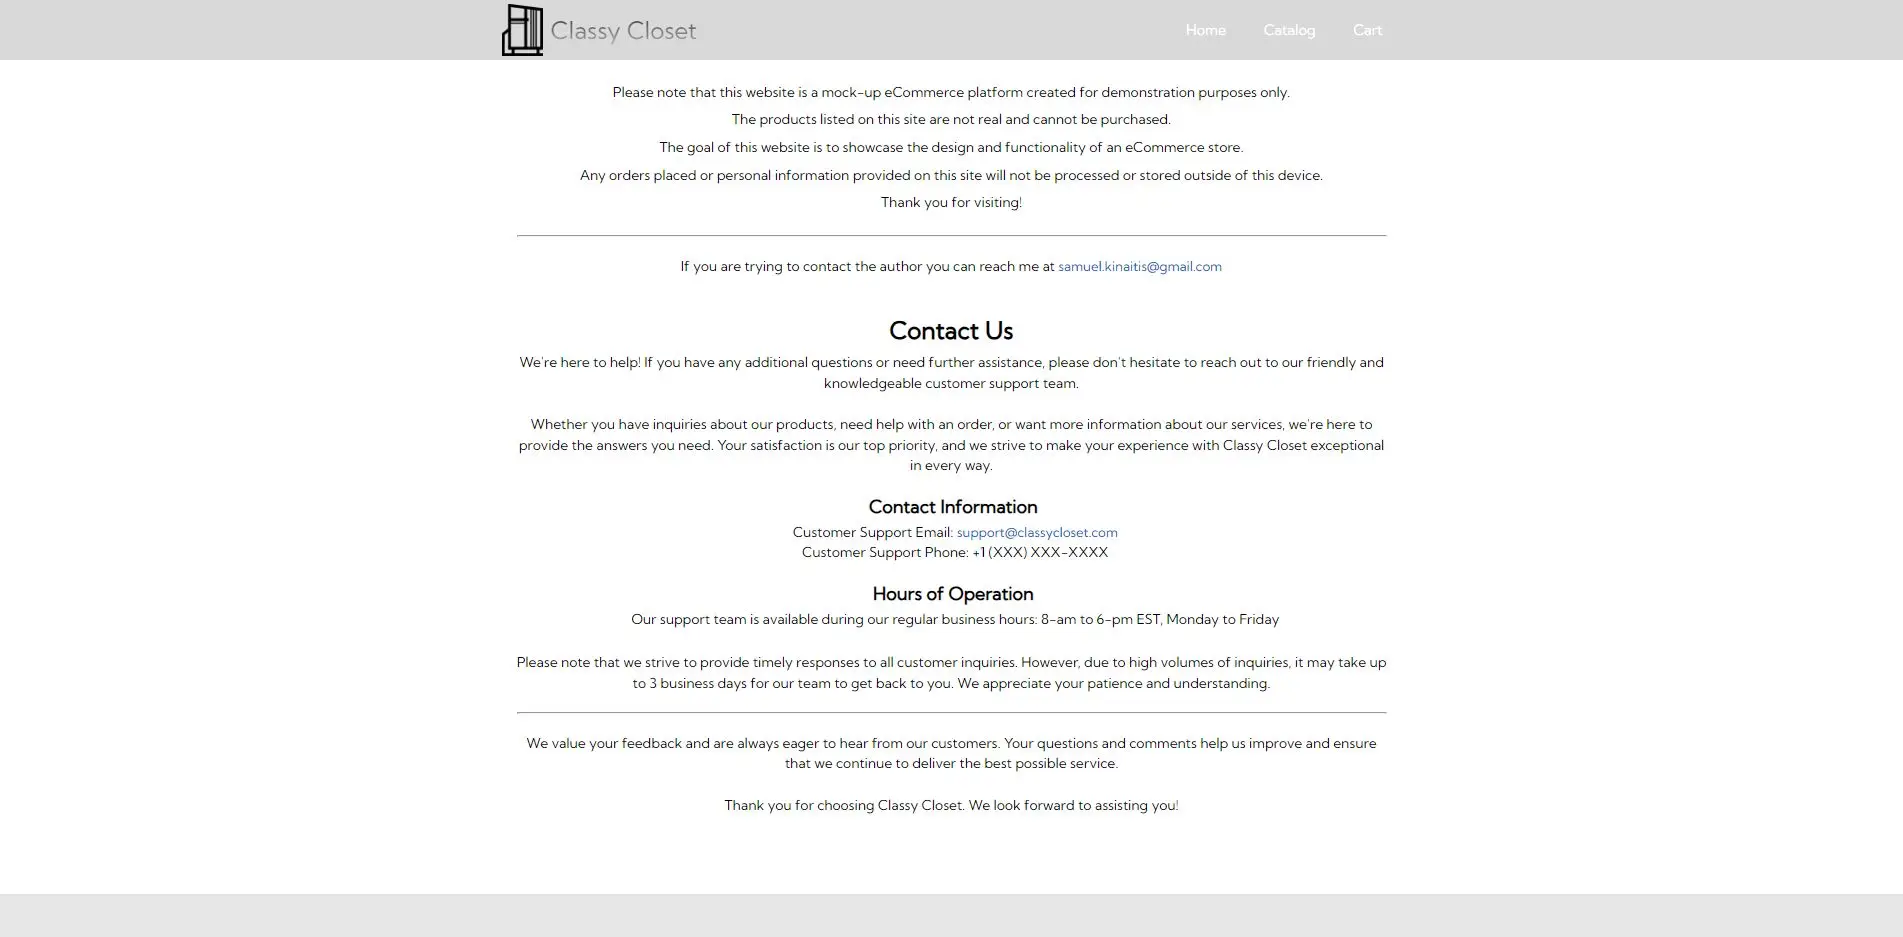 Classy Closet
Home Catalog Cart
Please note that this website is a mock-up eCommerce platform created for demonstration purposes only.
The products listed on this site are not real and cannot be purchased.
The goal of this website is to showcase the design and functionality of an eCommerce store.
Any orders placed or personal information provided on this site will not be processed or stored outside of this device.
Thank you for visiting!
If you are trying to contact the author you can reach me at samuel.kinaitis@gmail.com
Contact Us
We're here to help! If you have any additional questions or need further assistance, please don't hesitate to reach out to our friendly and
knowledgeable customer support team.
Whether you have inquiries about our products, need help with an order, or want more information about our services, we're here to
provide the answers you need. Your satisfaction is our top priority, and we strive to make your experience with Classy Closet exceptional
in every way.
Contact Information
Customer Support Email: support@classycloset.com
Customer Support Phone: +1 (XXX) XXX-XXXX
Hours of Operation
Our support team is available during our regular business hours: 8-am to 6-pm EST, Monday to Friday
Please note that we strive to provide timely responses to all customer inquiries. However, due to high volumes of inquiries, it may take up
to 3 business days for our team to get back to you. We appreciate your patience and understanding.
We value your feedback and are always eager to hear from our customers. Your questions and comments help us improve and ensure
that we continue to deliver the best possible service.
Thank you for choosing Classy Closet. We look forward to assisting you!